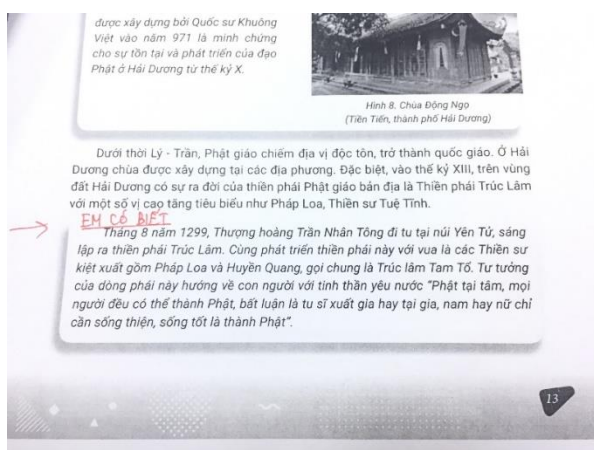 được xây dựng bởi Quốc sư Khuông
Việt vào năm 971 là minh chứng
cho sự tồn tại và phát triển của đạo
Phật ở Hải Dương từ thế kỷ X.
Hình 8. Chùa Động Ngọ
(Tiền Tiến, thành phố Hải Dương)
Dưới thời Lý - Trần, Phật giáo chiếm địa vị độc tôn, trở thành quốc giáo. Ở Hải
Dương chùa được xây dựng tại các địa phương. Đặc biệt, vào thế kỷ XIII, trên vùng
đất Hải Dương có sự ra đời của thiền phái Phật giáo bản địa là Thiền phái Trúc Lâm
với một số vị cao tăng tiêu biểu như Pháp Loa, Thiền sư Tuệ Tĩnh.
EM CÓ BIẾT
Tháng 8 năm 1299, Thượng hoàng Trần Nhân Tông đi tu tại núi Yên Tử, sáng
lập ra thiền phái Trúc Lâm. Cùng phát triển thiền phái này với vua là các Thiền sư
kiệt xuất gồm Pháp Loa và Huyền Quang, gọi chung là Trúc lâm Tam Tổ. Tư tưởng
của dòng phái này hướng về con người với tinh thần yêu nước “Phật tại tâm, mọi
người đều có thể thành Phật, bất luận là tu sĩ xuất gia hay tại gia, nam hay nữ chỉ
cần sống thiện, sống tốt là thành Phật”.
13